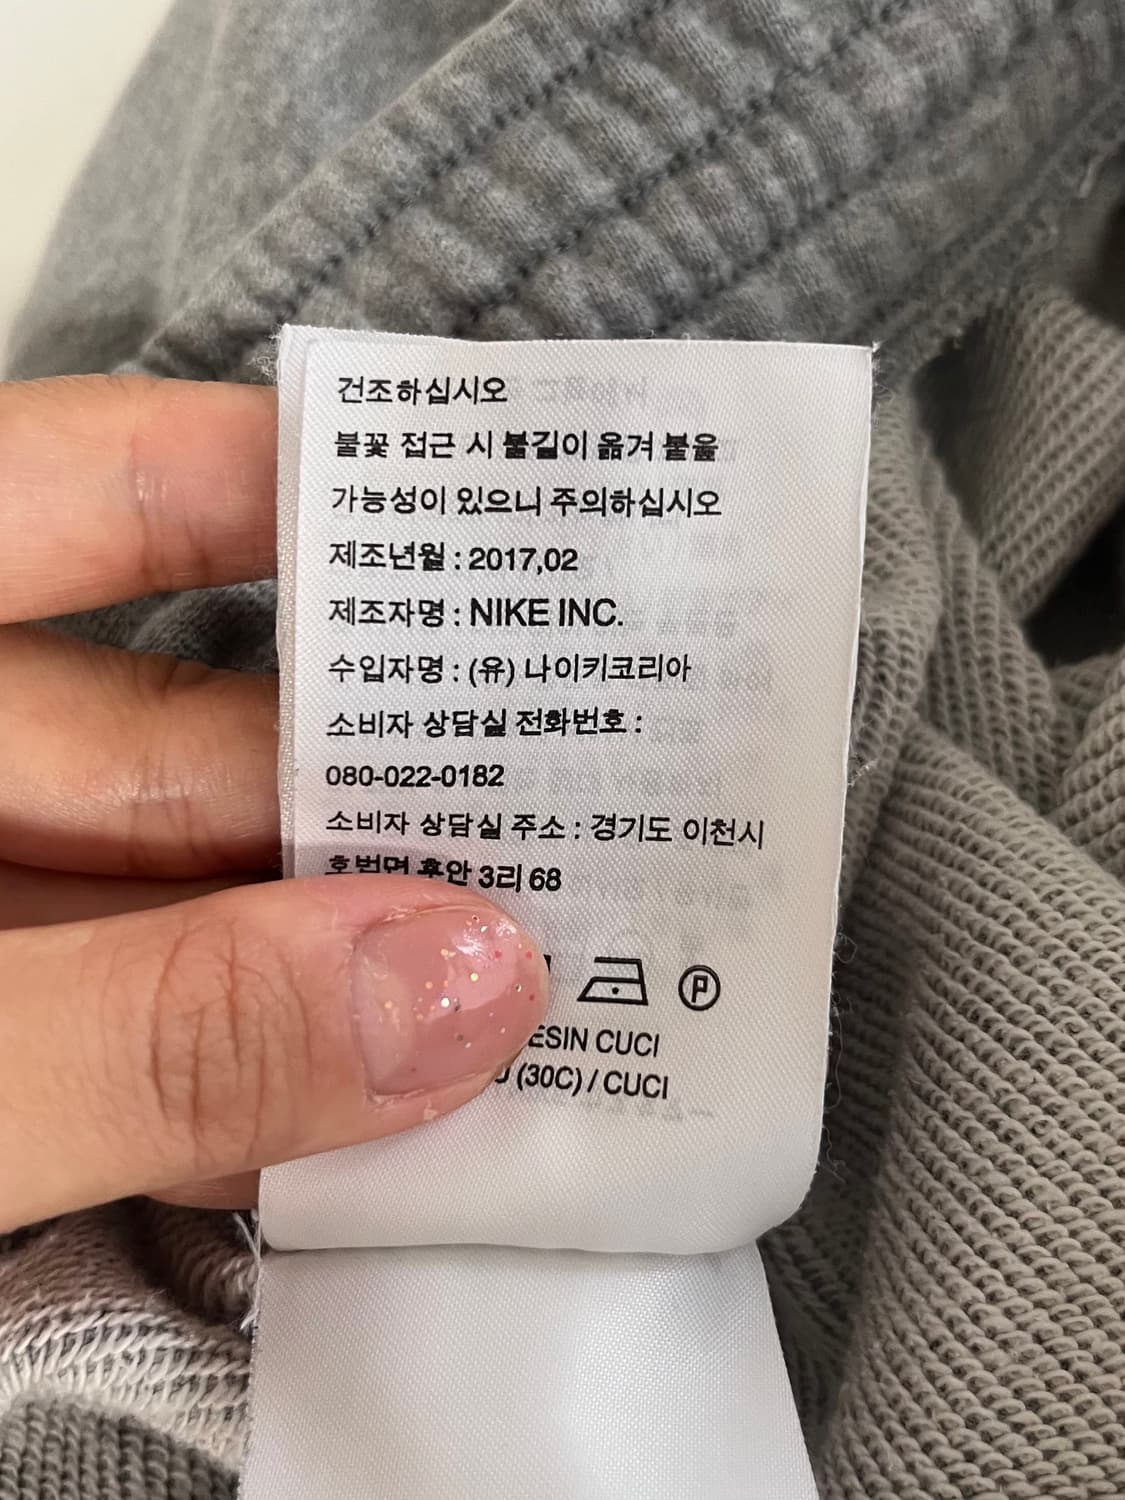 건조하십시오
불꽃 접근 시 불길이 옮겨 붙을
가능성이 있으니 주의하십시오
제조년월 : 2017,02
제조자명 : NIKE INC.
수입자명 : (유) 나이키코리아
소비자 상담실 전화번호 :
080-022-0182
소비자 상담실 주소 : 경기도 이천시
호법면 후안 3리 68
P
ESIN CUCI
(30C) / CUCI